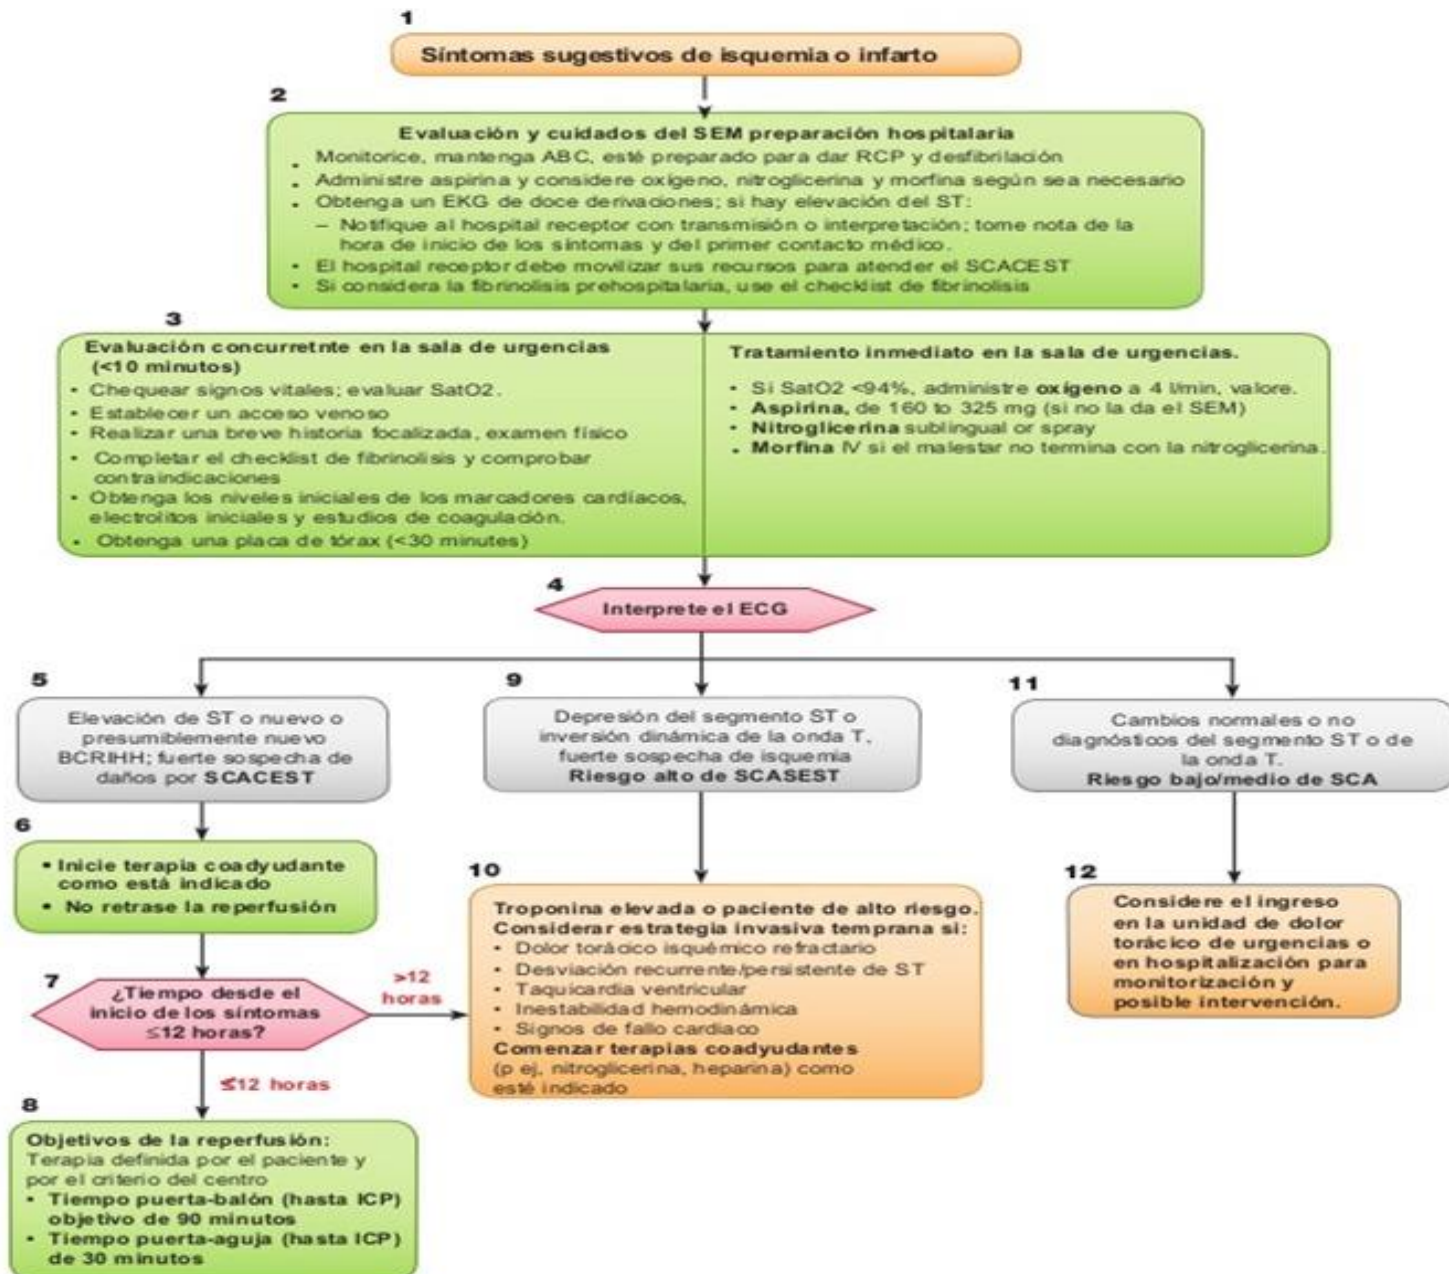 1
Síntomas sugestivos de isquemia o infarto
2
Evaluación y cuidados del SEM preparación hospitalaria
• Monitorice, mantenga ABC, esté preparado para dar RCP y desfibrilación
• Administre aspirina y considere oxígeno, nitroglicerina y morfina según sea necesario
• Obtenga un EKG de doce derivaciones; si hay elevación del ST:
– Notifique al hospital receptor con transmisión o interpretación; tome nota de la
hora de inicio de los síntomas y del primer contacto médico.
• El hospital receptor debe movilizar sus recursos para atender el SCACEST
• Si considera la fibrinolisis prehospitalaria, use el checklist de fibrinolisis
3
Evaluación concurretnte en la sala de urgencias
(<10 minutos)
• Chequear signos vitales; evaluar SatO2.
• Establecer un acceso venoso
• Realizar una breve historia focalizada, examen físico
• Completar el checklist de fibrinolisis y comprobar
contraindicaciones
• Obtenga los niveles iniciales de los marcadores cardíacos,
electrolitos iniciales y estudios de coagulación.
• Obtenga una placa de tórax (<30 minutes)
Tratamiento inmediato en la sala de urgencias.
• Si SatO2 <94%, administre oxígeno a 4 l/min, valore.
• Aspirina, de 160 to 325 mg (si no la da el SEM)
• Nitroglicerina sublingual or spray
• Morfina IV si el malestar no termina con la nitroglicerina.
4
Interprete el ECG
5
Elevación de ST o nuevo o
presumiblemente nuevo
BCRIHH; fuerte sospecha de
daños por SCACEST
6
• Inicie terapia coadyudante
como está indicado
• No retrase la reperfusión
7
¿Tiempo desde el
inicio de los síntomas
≤12 horas?
>12
horas
≤12 horas
8
Objetivos de la reperfusión:
Terapia definida por el paciente y
por el criterio del centro
• Tiempo puerta-balón (hasta ICP)
objetivo de 90 minutos
• Tiempo puerta-aguja (hasta ICP)
de 30 minutos
9
Depresión del segmento ST o
inversión dinámica de la onda T,
fuerte sospecha de isquemia
Riesgo alto de SCASEST
10
Troponina elevada o paciente de alto riesgo.
Considerar estrategia invasiva temprana si:
• Dolor torácico isquémico refractario
• Desviación recurrente/persistente de ST
• Taquicardia ventricular
• Inestabilidad hemodinámica
• Signos de fallo cardiaco
Comenzar terapias coadyudantes
(p ej, nitroglicerina, heparina) como
esté indicado
11
Cambios normales o no
diagnósticos del segmento ST o de
la onda T.
Riesgo bajo/medio de SCA
12
Considere el ingreso
en la unidad de dolor
torácico de urgencias o
en hospitalización para
monitorización y
posible intervención.